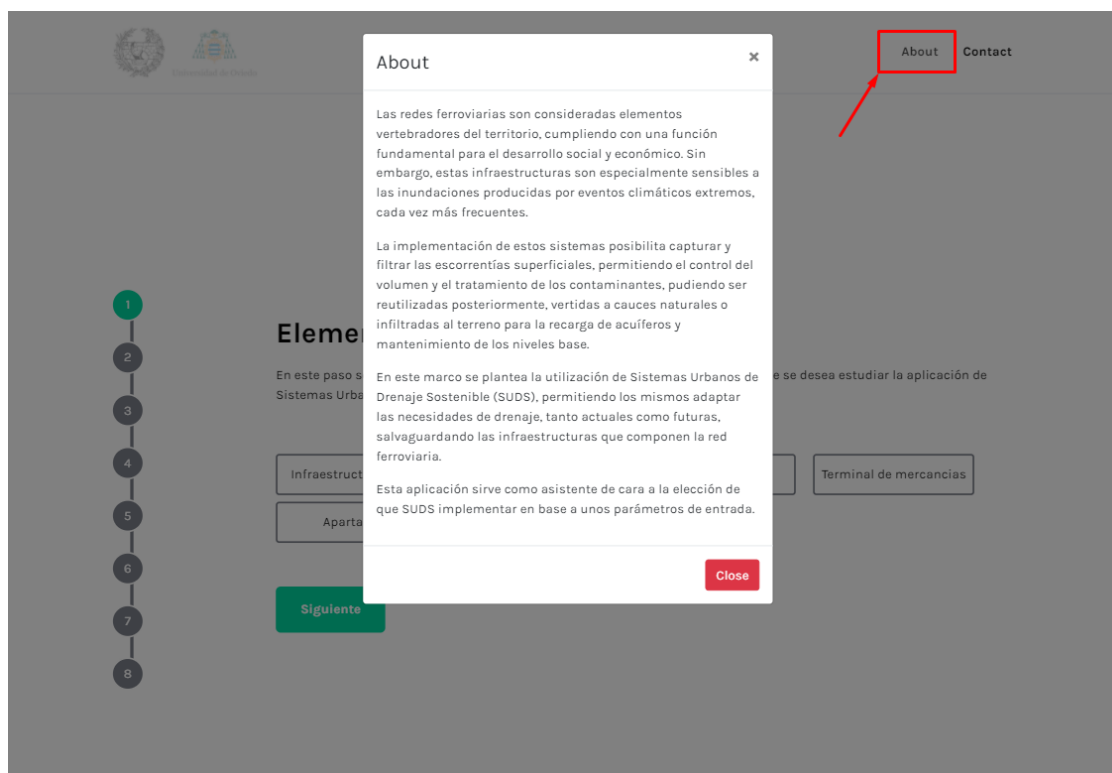 Universidad de Oviedo
About
Contact
About
×
Las redes ferroviarias son consideradas elementos
vertebradores del territorio, cumpliendo con una función
fundamental para el desarrollo social y económico. Sin
embargo, estas infraestructuras son especialmente sensibles a
las inundaciones producidas por eventos climáticos extremos,
cada vez más frecuentes.
La implementación de estos sistemas posibilita capturar y
filtrar las escorrentías superficiales, permitiendo el control del
volumen y el tratamiento de los contaminantes, pudiendo ser
reutilizadas posteriormente, vertidas a cauces naturales o
infiltradas al terreno para la recarga de acuíferos y
mantenimiento de los niveles base.
En este marco se plantea la utilización de Sistemas Urbanos de
Drenaje Sostenible (SUDS), permitiendo los mismos adaptar
las necesidades de drenaje, tanto actuales como futuras,
salvaguardando las infraestructuras que componen la red
ferroviaria.
Esta aplicación sirve como asistente de cara a la elección de
que SUDS implementar en base a unos parámetros de entrada.
Close
1
2
3
4
5
6
7
8
Eleme
En este paso s
e se desea estudiar la aplicación de
Sistemas Urba
Infraestruct
Terminal de mercancias
Aparta
Siguiente